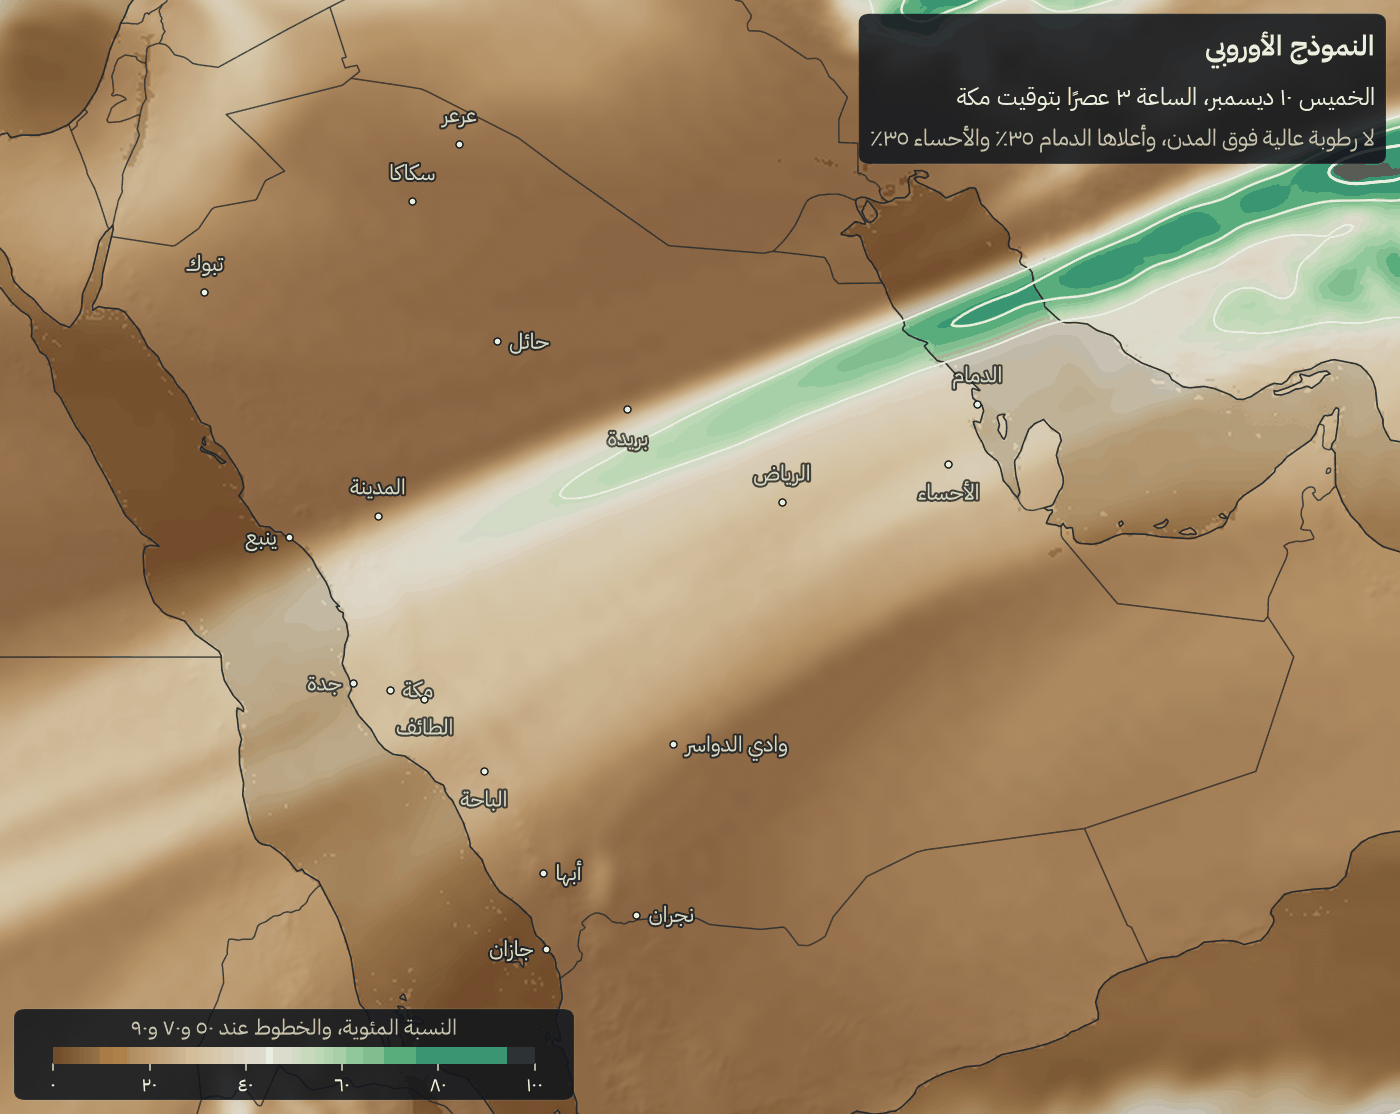 النموذج الأوروبي
الخميس ١٠ ديسمبر، الساعة ٣ عصرًا بتوقيت مكة
لا رطوبة عالية فوق المدن، وأعلاها الدمام ٣٥٪ والأحساء ٣٥٪
عرعر
سكاكا
تبوك
حائل
الدمام
بريدة
الرياض
المدينة
الأحساء
ينبع
جدة
مكة
الطائف
وادي الدواسر
الباحة
أبها
نجران
جازان
النسبة المئوية، والخطوط عند ٥٠ و٧٠ و٩٠
٠ ٢٠ ٤٠ ٦٠ ٨٠ ١٠٠